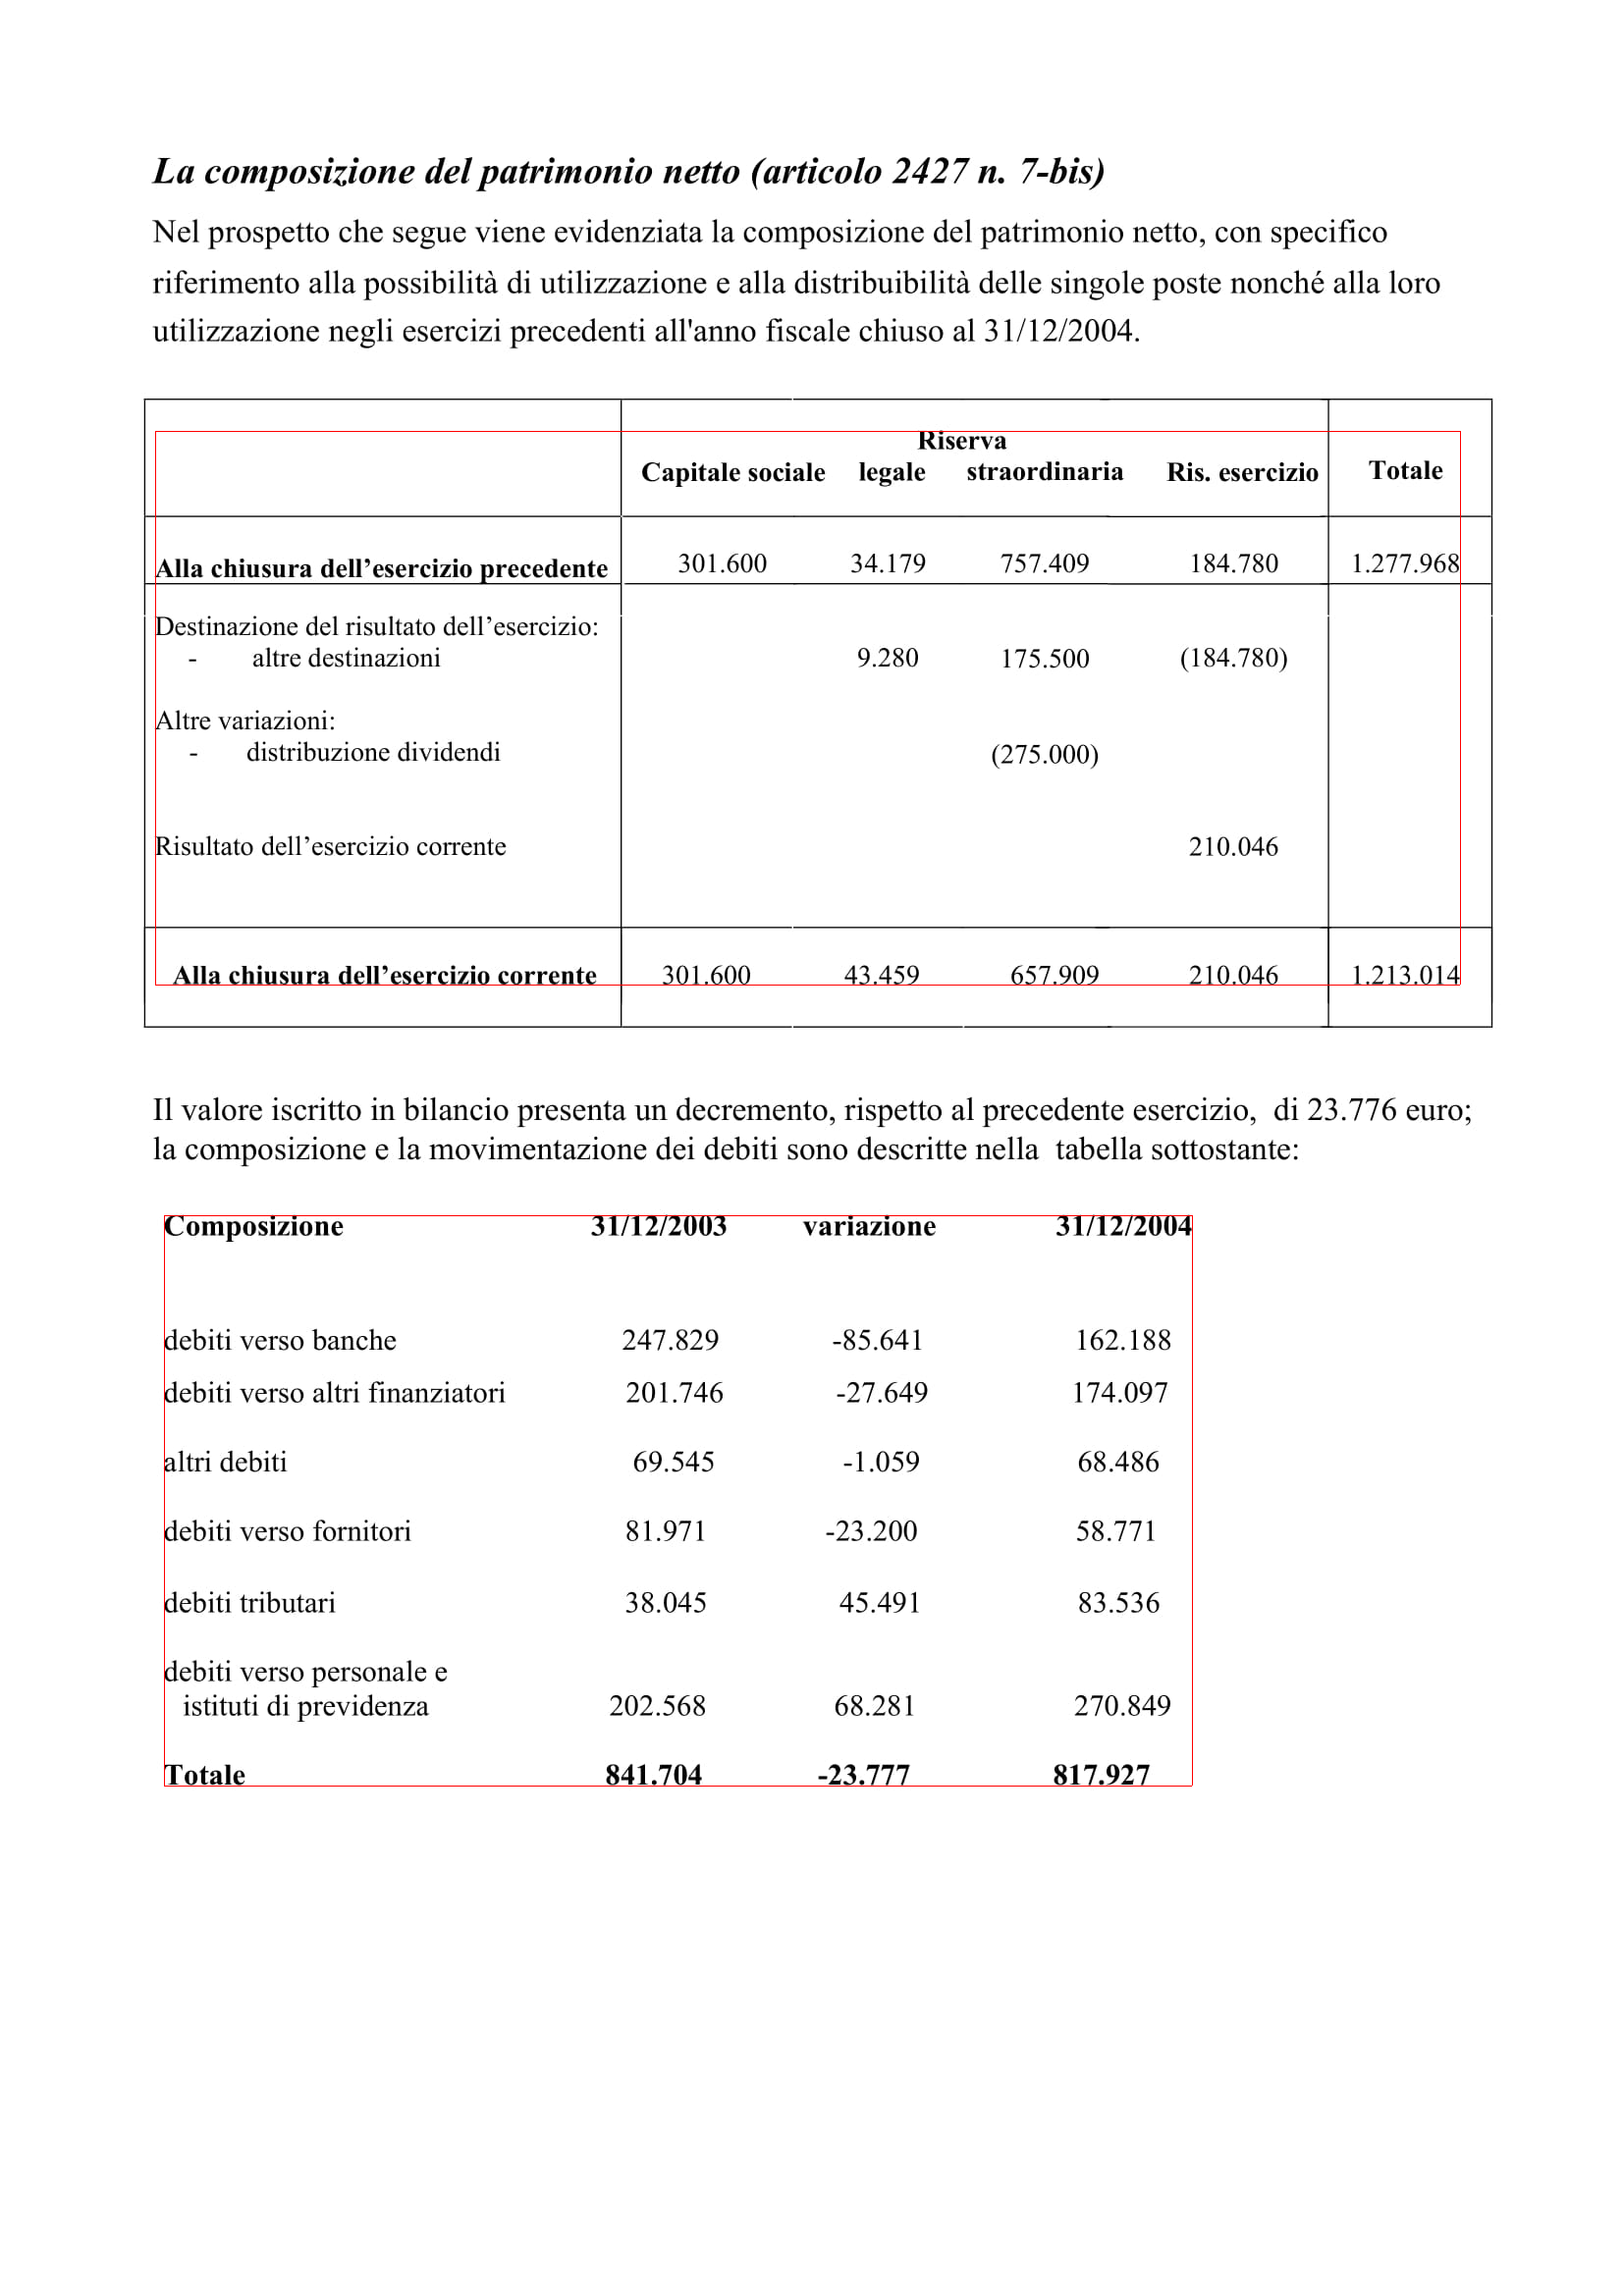 La composizione del patrimonio netto (articolo 2427 n. 7-bis)
Nel prospetto che segue viene evidenziata la composizione del patrimonio netto, con specifico
riferimento alla possibilità di utilizzazione e alla distribuibilità delle singole poste nonché alla loro
utilizzazione negli esercizi precedenti all'anno fiscale chiuso al 31/12/2004.
Riserva
Capitale sociale legale straordinaria Ris. esercizio Totale
Alla chiusura dell’esercizio precedente 301.600 34.179 757.409 184.780 1.277.968
Destinazione del risultato dell’esercizio:
- altre destinazioni 9.280 175.500 (184.780)
Altre variazioni:
- distribuzione dividendi (275.000)
Risultato dell’esercizio corrente 210.046
Alla chiusura dell’esercizio corrente 301.600 43.459 657.909 210.046 1.213.014
Il valore iscritto in bilancio presenta un decremento, rispetto al precedente esercizio, di 23.776 euro;
la composizione e la movimentazione dei debiti sono descritte nella tabella sottostante:
Composizione 31/12/2003 variazione 31/12/2004
debiti verso banche 247.829 -85.641 162.188
debiti verso altri finanziatori 201.746 -27.649 174.097
altri debiti 69.545 -1.059 68.486
debiti verso fornitori 81.971 -23.200 58.771
debiti tributari 38.045 45.491 83.536
debiti verso personale e
istituti di previdenza 202.568 68.281 270.849
Totale 841.704 -23.777 817.927